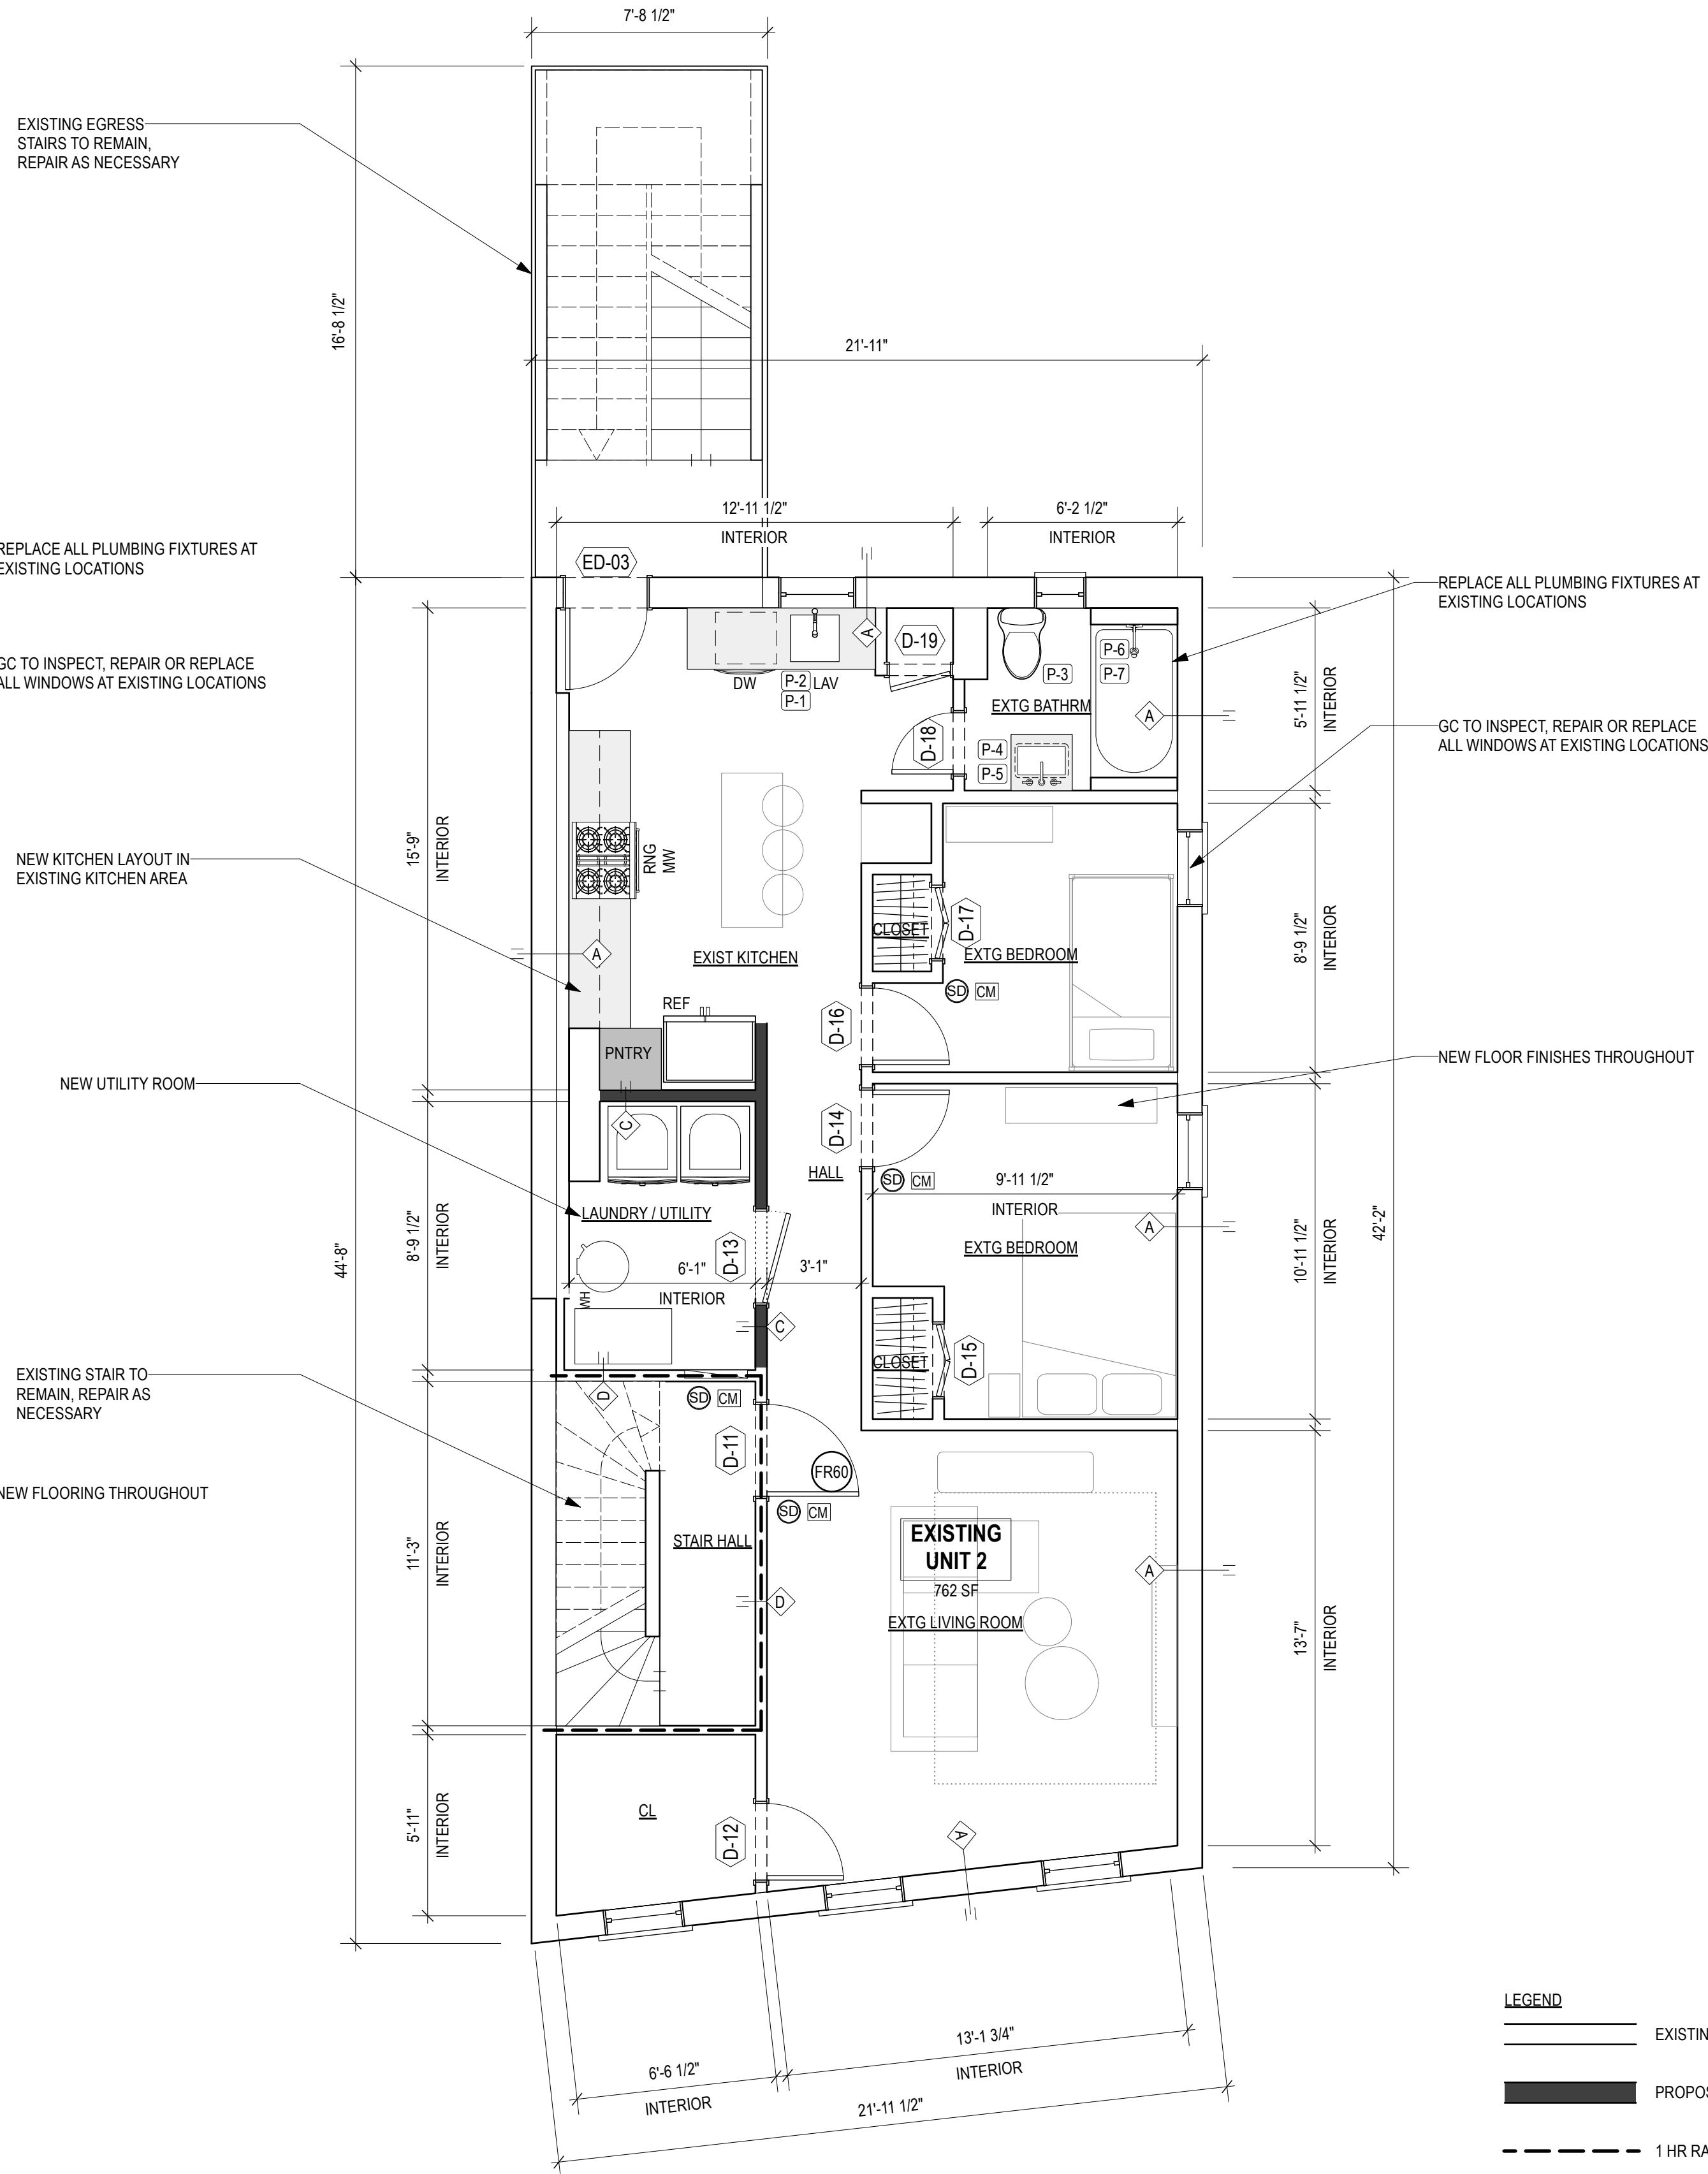 7'-8 1/2"
EXISTING EGRESS
STAIRS TO REMAIN,
REPAIR AS NECESSARY
16'-8 1/2"
21'-11"
12'-11 1/2"
INTERIOR
6'-2 1/2"
INTERIOR
REPLACE ALL PLUMBING FIXTURES AT
EXISTING LOCATIONS
ED-03
REPLACE ALL PLUMBING FIXTURES AT
EXISTING LOCATIONS
GC TO INSPECT, REPAIR OR REPLACE
ALL WINDOWS AT EXISTING LOCATIONS
A
D-19
DW
P-2
LAV
P-1
P-3
P-6
P-7
EXTG BATHRM
A
5'-11 1/2"
INTERIOR
GC TO INSPECT, REPAIR OR REPLACE
ALL WINDOWS AT EXISTING LOCATIONS
D-18
P-4
P-5
15'-9"
INTERIOR
NEW KITCHEN LAYOUT IN
EXISTING KITCHEN AREA
RNG
MW
A
EXIST KITCHEN
CLOSET
D-17
EXTG BEDROOM
8'-9 1/2"
INTERIOR
SD
CM
REF
D-16
PNTRY
NEW FLOOR FINISHES THROUGHOUT
NEW UTILITY ROOM
C
D-14
HALL
SD
CM
9'-11 1/2"
INTERIOR
LAUNDRY / UTILITY
8'-9 1/2"
INTERIOR
44'-8"
D-13
6'-1"
INTERIOR
3'-1"
EXTG BEDROOM
A
10'-11 1/2"
INTERIOR
42'-2"
WH
C
CLOSET
D-15
EXISTING STAIR TO
REMAIN, REPAIR AS
NECESSARY
D
SD
CM
D-11
FR60
NEW FLOORING THROUGHOUT
SD
CM
11'-3"
INTERIOR
STAIR HALL
EXISTING
UNIT 2
762 SF
A
D
EXTG LIVING ROOM
13'-7"
INTERIOR
CL
D-12
A
5'-11"
INTERIOR
6'-6 1/2"
INTERIOR
13'-1 3/4"
INTERIOR
21'-11 1/2"
LEGEND
EXISTIN
PROPOS
1 HR RA